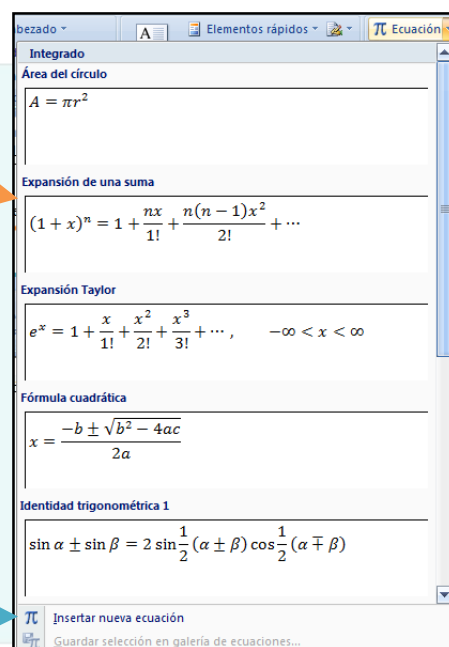 bezado Elementos rápidos π Ecuación
Integrado
Área del círculo
A = πr²
Expansión de una suma
(1 + x)ⁿ = 1 + nx/1! + n(n − 1)x²/2! + ⋯
Expansión Taylor
eˣ = 1 + x/1! + x²/2! + x³/3! + ⋯ , −∞ < x < ∞
Fórmula cuadrática
x = (−b ± √(b² − 4ac))/2a
Identidad trigonométrica 1
sin α ± sin β = 2 sin 1/2 (α ± β) cos 1/2 (α ∓ β)
π Insertar nueva ecuación
Guardar selección en galería de ecuaciones...